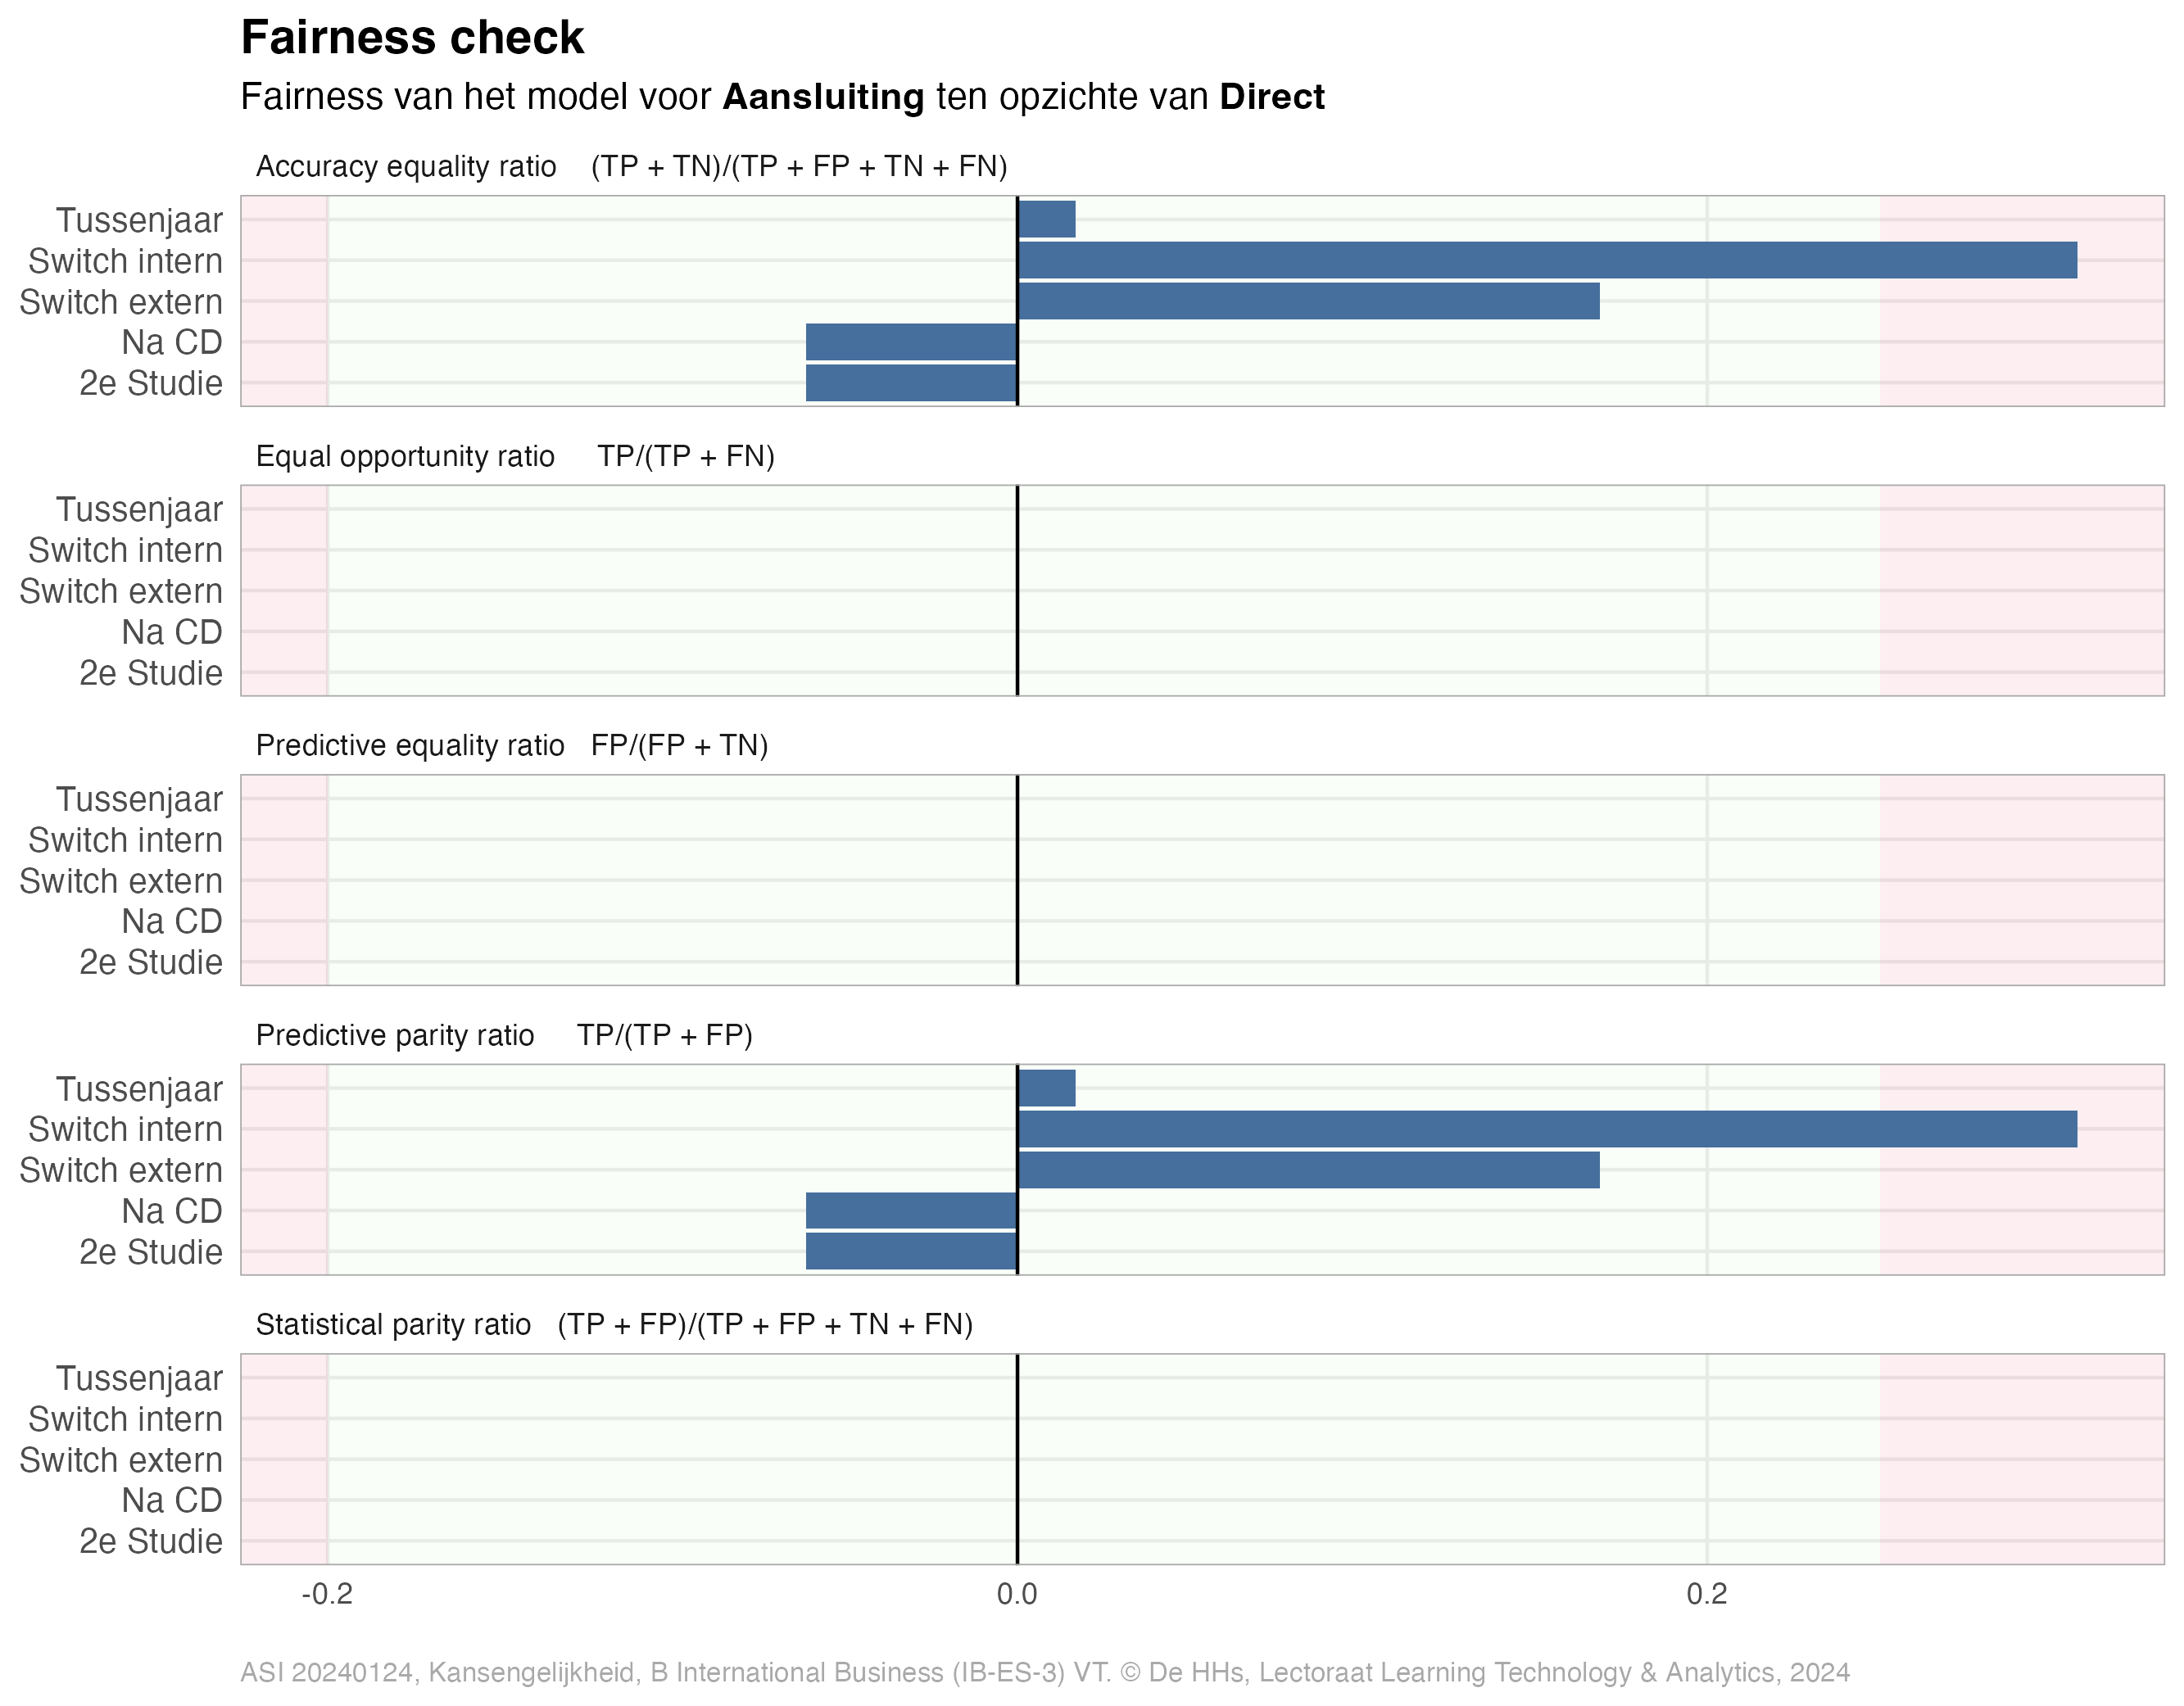 Fairness check
Fairness van het model voor Aansluiting ten opzichte van Direct
Accuracy equality ratio (TP + TN)/(TP + FP + TN + FN)
Tussenjaar
Switch intern
Switch extern
Na CD
2e Studie
Equal opportunity ratio TP/(TP + FN)
Tussenjaar
Switch intern
Switch extern
Na CD
2e Studie
Predictive equality ratio FP/(FP + TN)
Tussenjaar
Switch intern
Switch extern
Na CD
2e Studie
Predictive parity ratio TP/(TP + FP)
Tussenjaar
Switch intern
Switch extern
Na CD
2e Studie
Statistical parity ratio (TP + FP)/(TP + FP + TN + FN)
Tussenjaar
Switch intern
Switch extern
Na CD
2e Studie
-0.2 0.0 0.2
ASI 20240124, Kansengelijkheid, B International Business (IB-ES-3) VT. © De HHs, Lectoraat Learning Technology & Analytics, 2024